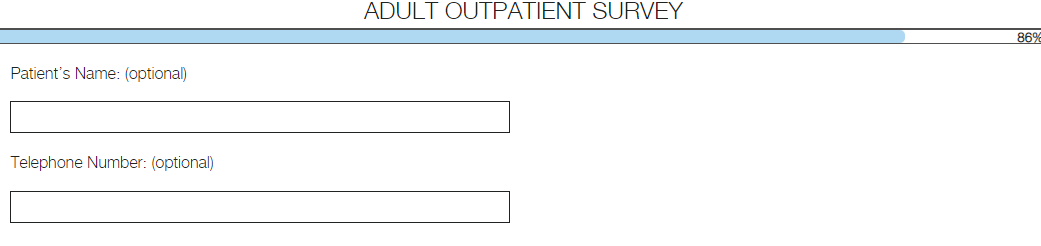 ADULT OUTPATIENT SURVEY
86%
Patient's Name: (optional)
Telephone Number: (optional)